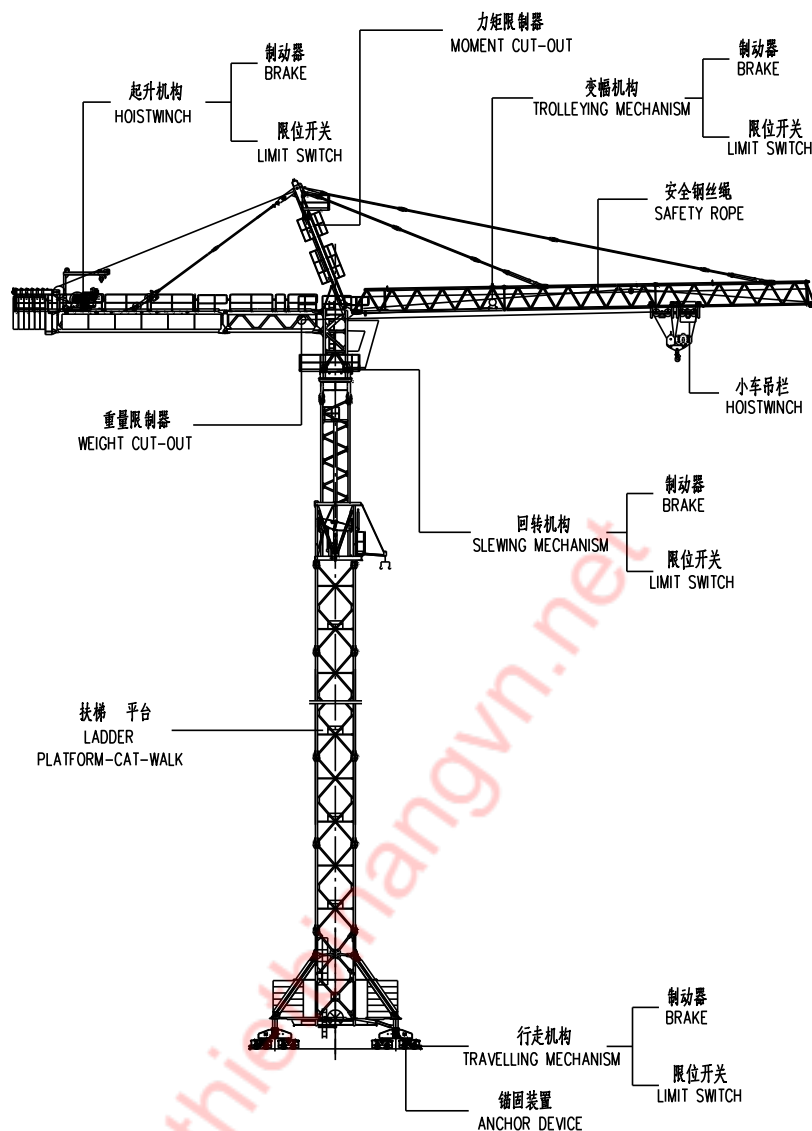 力矩限制器
MOMENT CUT-OUT
制动器
BRAKE
起升机构
HOISTWINCH
限位开关
LIMIT SWITCH
制动器
BRAKE
变幅机构
TROLLEYING MECHANISM
限位开关
LIMIT SWITCH
安全钢丝绳
SAFETY ROPE
小车吊栏
HOISTWINCH
重量限制器
WEIGHT CUT-OUT
制动器
BRAKE
回转机构
SLEWING MECHANISM
限位开关
LIMIT SWITCH
扶梯 平台
LADDER
PLATFORM-CAT-WALK
制动器
BRAKE
行走机构
TRAVELLING MECHANISM
限位开关
LIMIT SWITCH
锚固装置
ANCHOR DEVICE
thietbinangvn.net